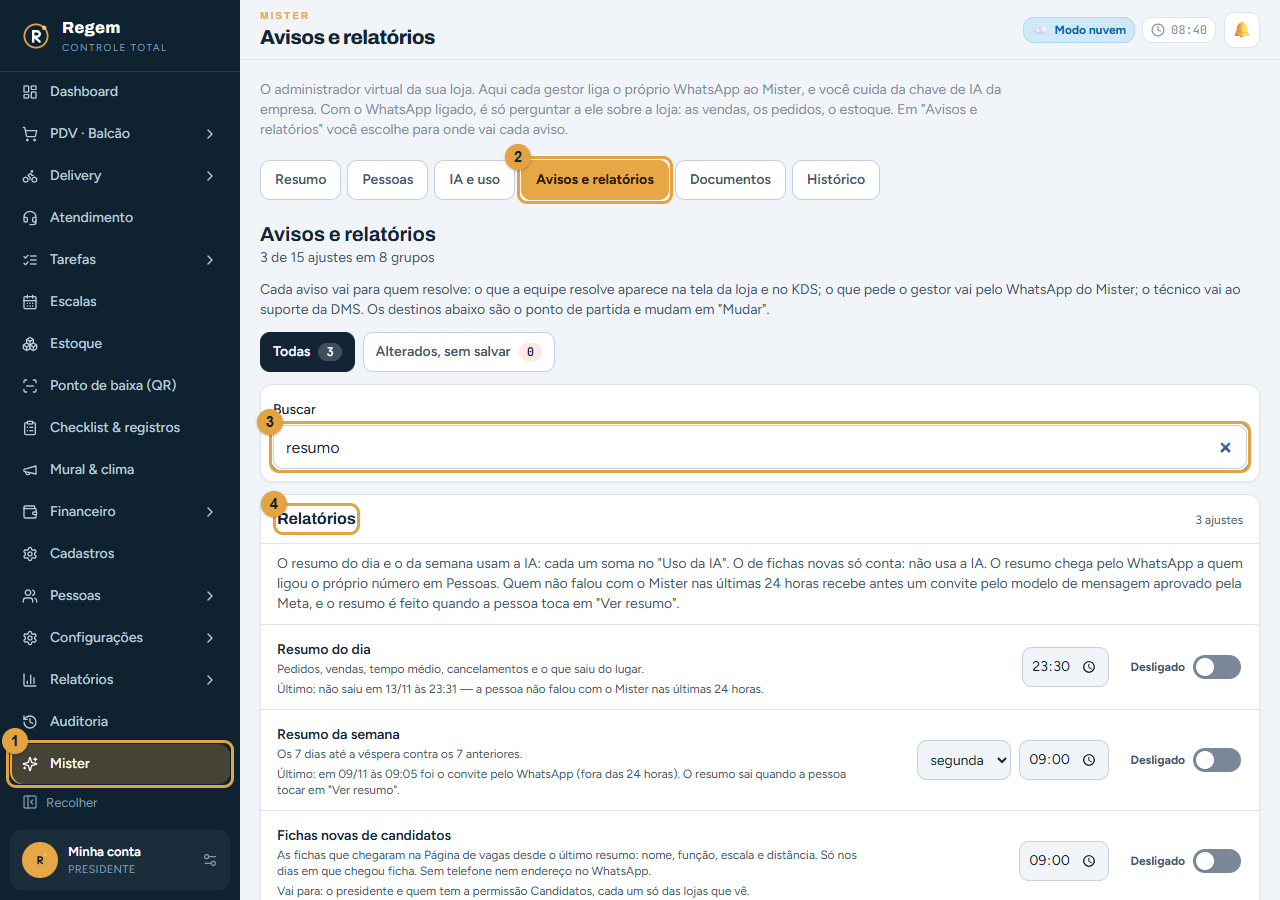 Regem
CONTROLE TOTAL
Dashboard
PDV · Balcão
Delivery
Atendimento
Tarefas
Escalas
Estoque
Ponto de baixa (QR)
Checklist & registros
Mural & clima
Financeiro
Cadastros
Pessoas
Configurações
Relatórios
Auditoria
1
Mister
Recolher
R
Minha conta
PRESIDENTE
MISTER
Avisos e relatórios
Modo nuvem
08:40
O administrador virtual da sua loja. Aqui cada gestor liga o próprio WhatsApp ao Mister, e você cuida da chave de IA da
empresa. Com o WhatsApp ligado, é só perguntar a ele sobre a loja: as vendas, os pedidos, o estoque. Em "Avisos e
relatórios" você escolhe para onde vai cada aviso.
2
Resumo
Pessoas
IA e uso
Avisos e relatórios
Documentos
Histórico
Avisos e relatórios
3 de 15 ajustes em 8 grupos
Cada aviso vai para quem resolve: o que a equipe resolve aparece na tela da loja e no KDS; o que pede o gestor vai pelo WhatsApp do Mister; o técnico vai ao
suporte da DMS. Os destinos abaixo são o ponto de partida e mudam em "Mudar".
Todas 3
Alterados, sem salvar 0
Buscar
3
resumo
4
Relatórios
3 ajustes
O resumo do dia e o da semana usam a IA: cada um soma no "Uso da IA". O de fichas novas só conta: não usa a IA. O resumo chega pelo WhatsApp a quem
ligou o próprio número em Pessoas. Quem não falou com o Mister nas últimas 24 horas recebe antes um convite pelo modelo de mensagem aprovado pela
Meta, e o resumo é feito quando a pessoa toca em "Ver resumo".
Resumo do dia
Pedidos, vendas, tempo médio, cancelamentos e o que saiu do lugar.
Último: não saiu em 13/11 às 23:31 — a pessoa não falou com o Mister nas últimas 24 horas.
23:30
Desligado
Resumo da semana
Os 7 dias até a véspera contra os 7 anteriores.
Último: em 09/11 às 09:05 foi o convite pelo WhatsApp (fora das 24 horas). O resumo sai quando a pessoa
tocar em "Ver resumo".
segunda
09:00
Desligado
Fichas novas de candidatos
As fichas que chegaram na Página de vagas desde o último resumo: nome, função, escala e distância. Só nos
dias em que chegou ficha. Sem telefone nem endereço no WhatsApp.
Vai para: o presidente e quem tem a permissão Candidatos, cada um só das lojas que vê.
09:00
Desligado